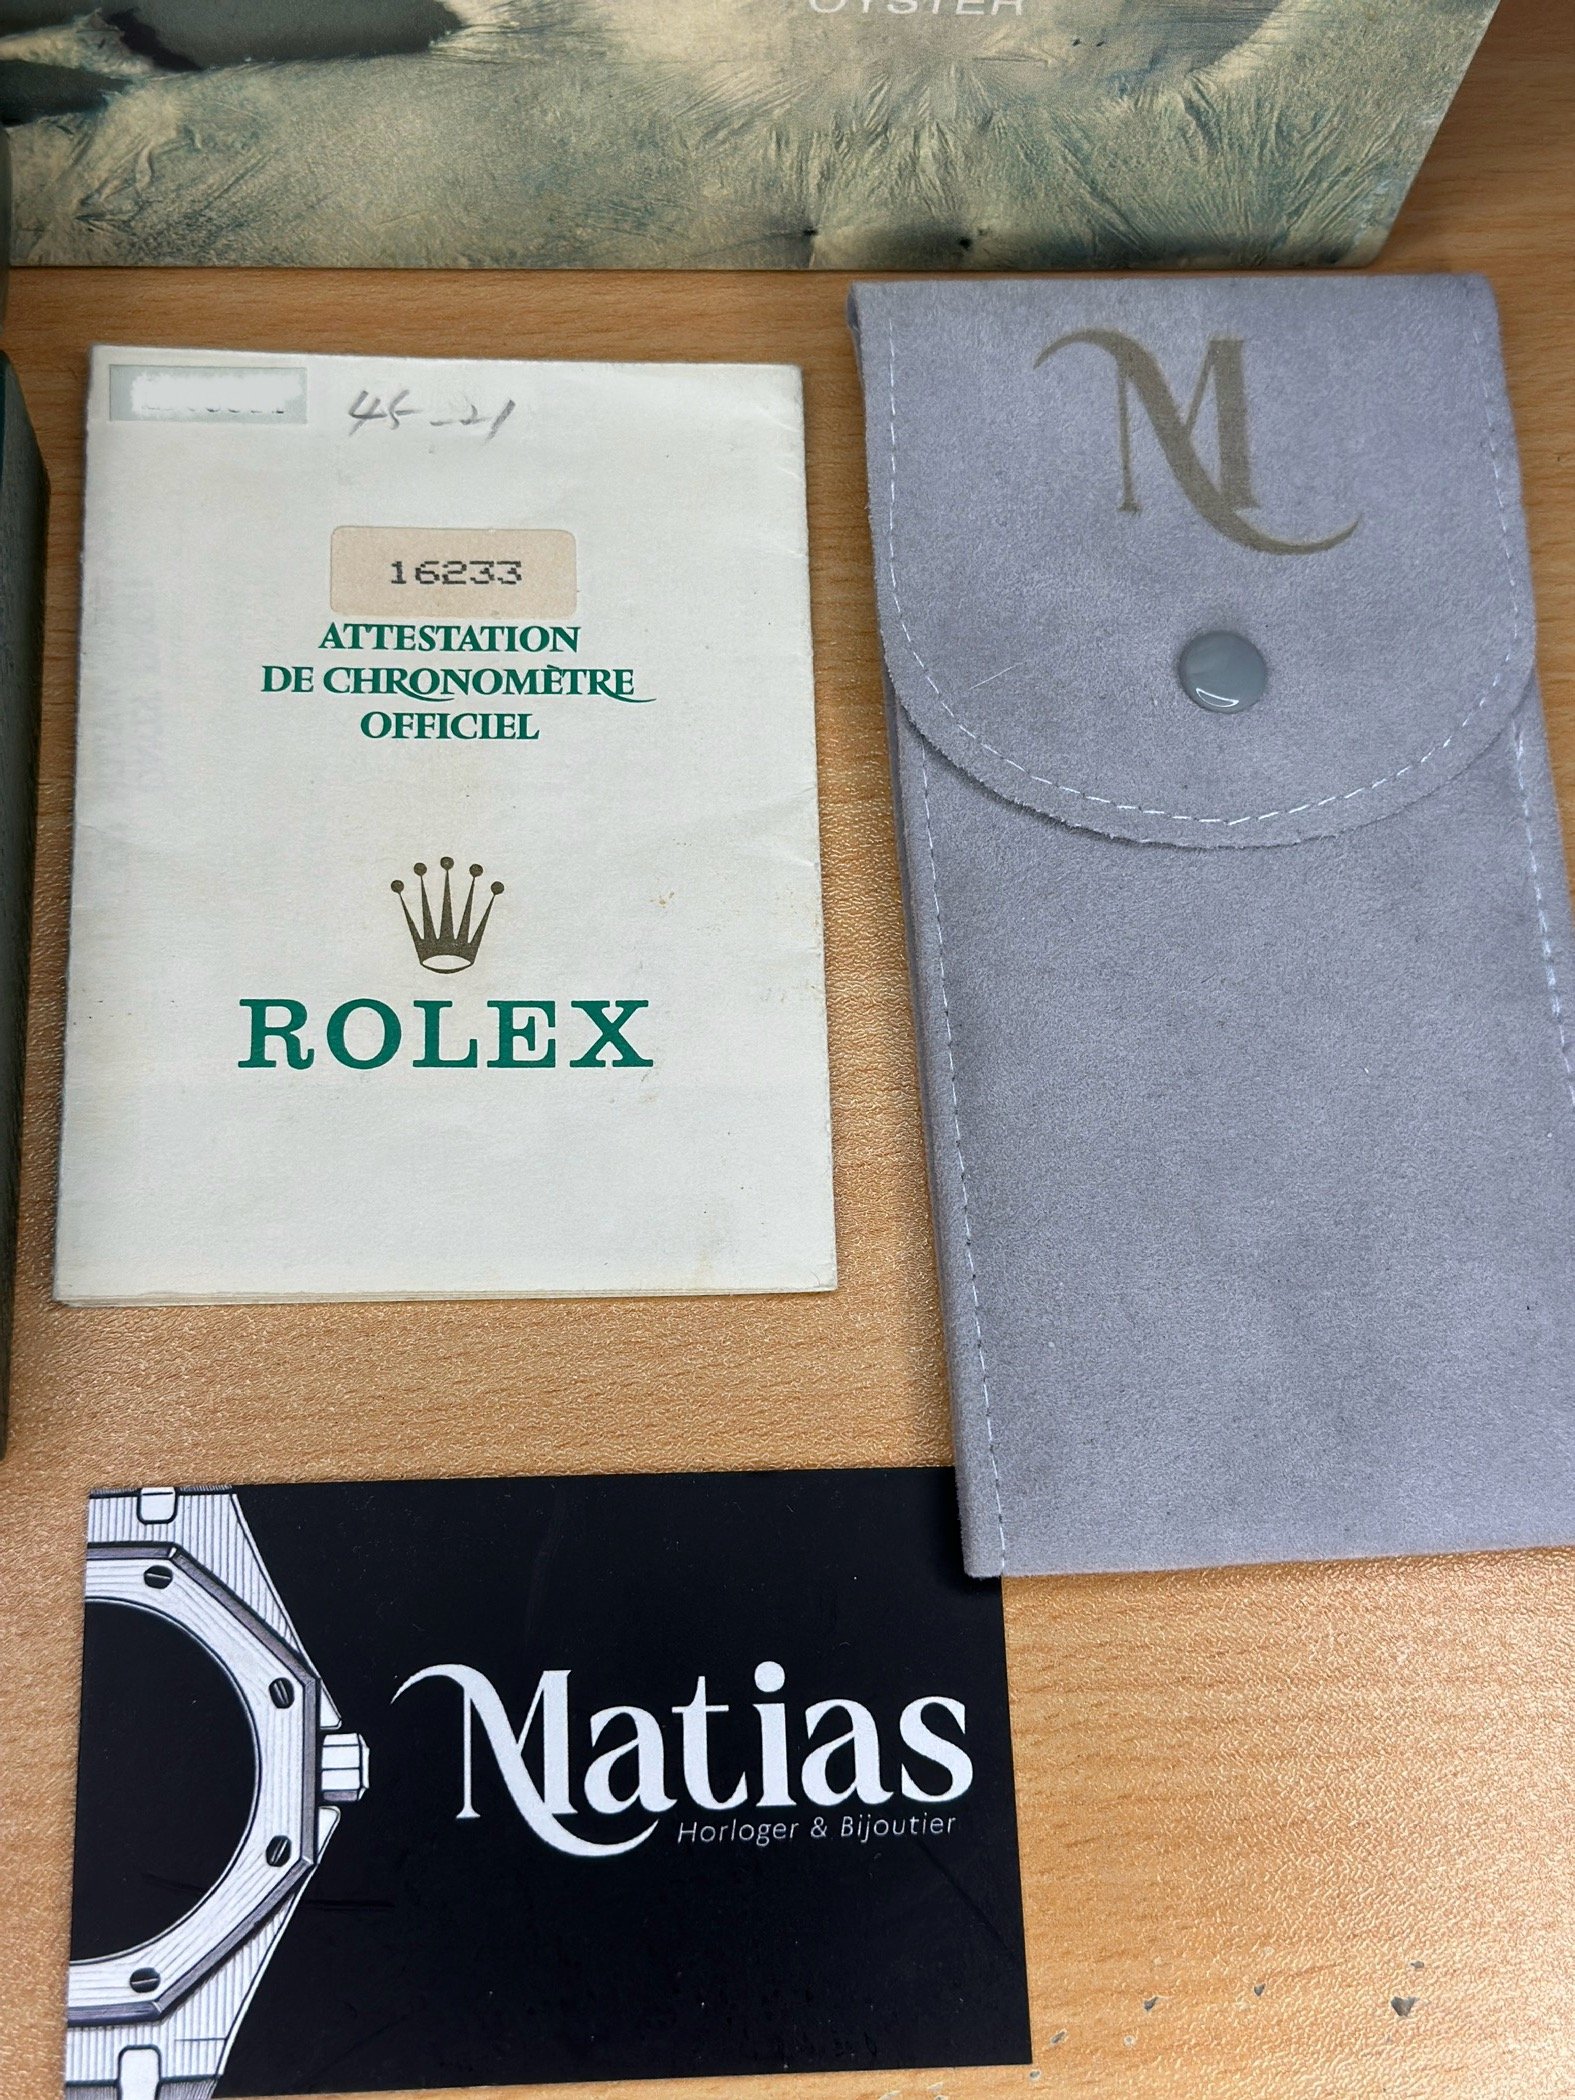 OYSTER
45-21
16233
ATTESTATION
DE CHRONOMÈTRE
OFFICIEL
ROLEX
M
Matias
Horloger & Bijoutier